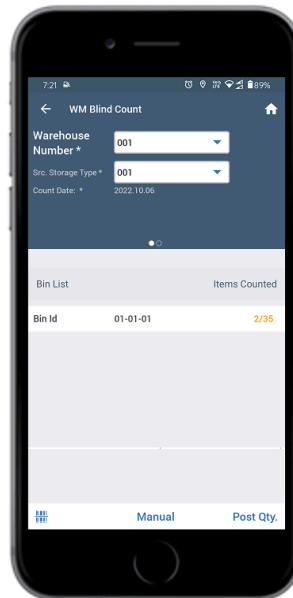 7:21 89%
WM Blind Count
Warehouse
Number * 001
Src. Storage Type * 001
Count Date: * 2022.10.06
Bin List Items Counted
Bin Id 01-01-01 2/35
Manual Post Qty.